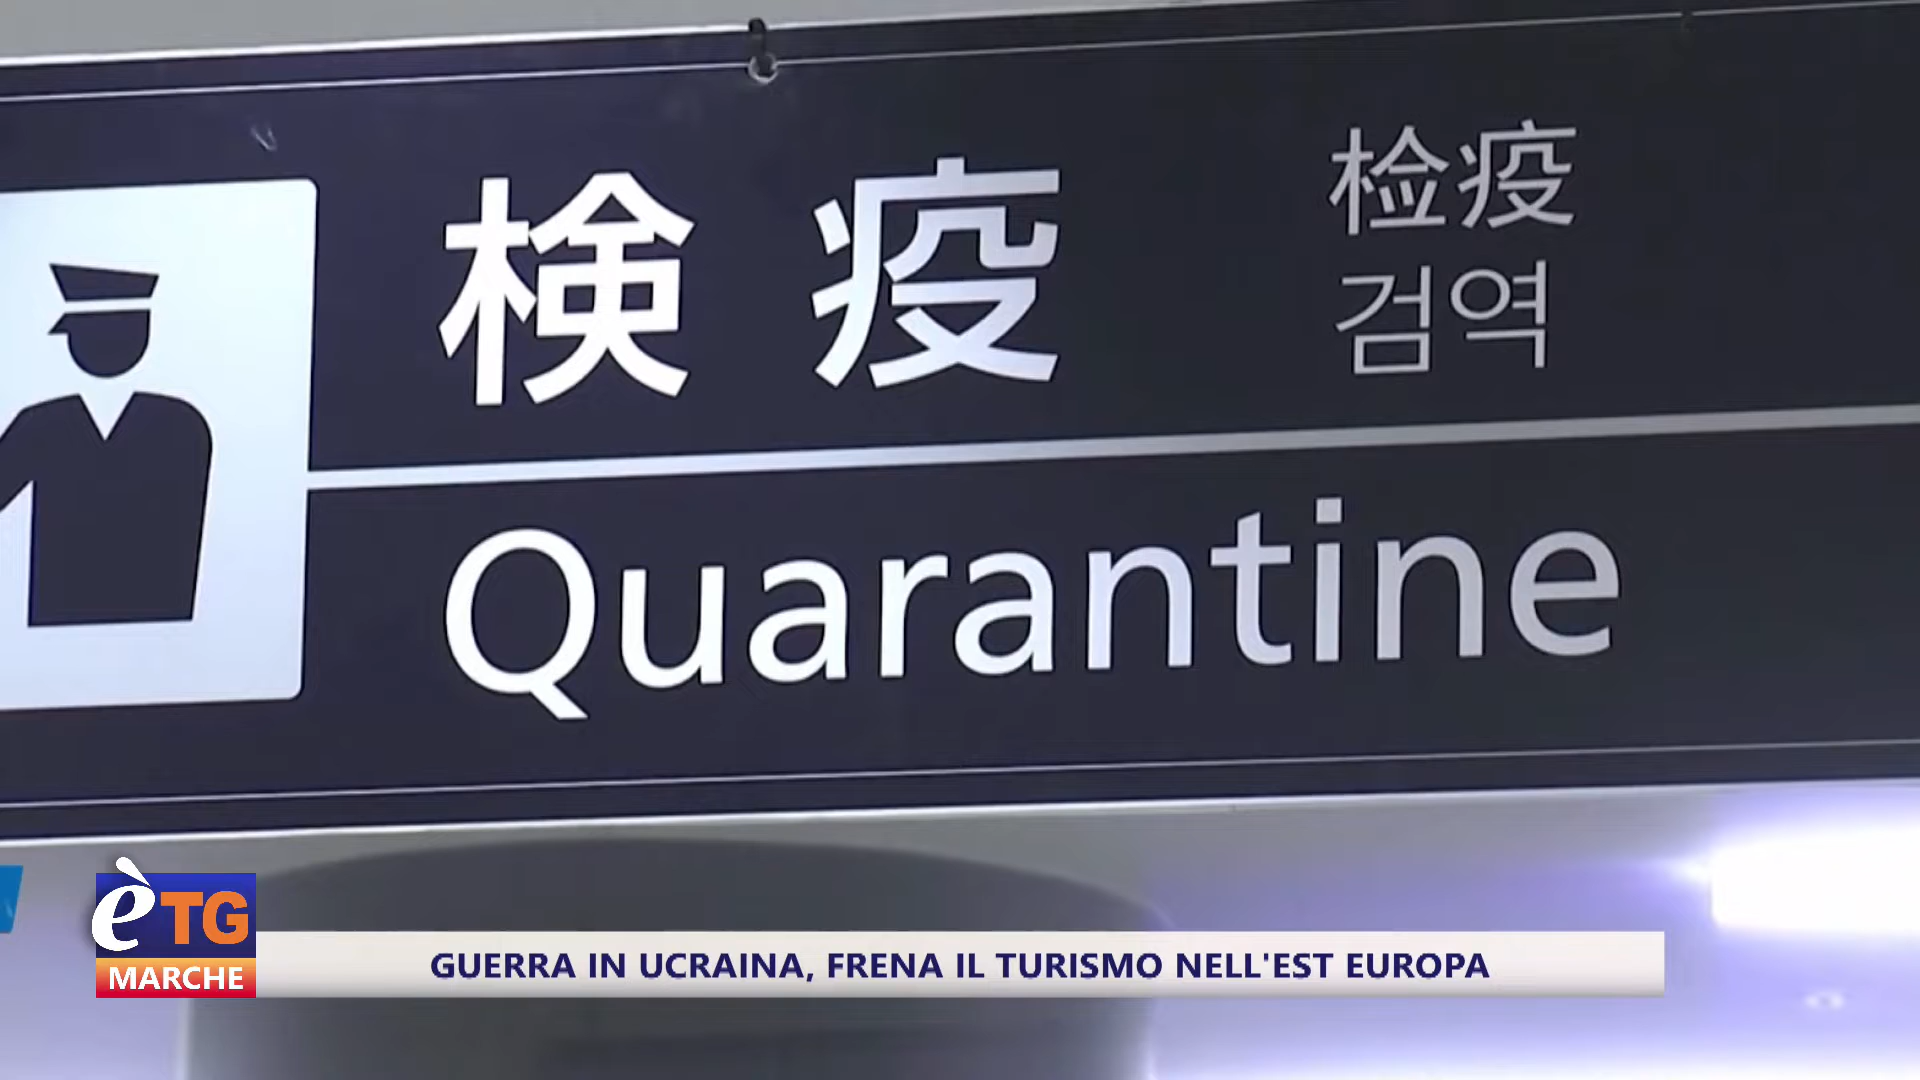 検疫
检疫
검역
Quarantine
èTG
MARCHE
GUERRA IN UCRAINA, FRENA IL TURISMO NELL'EST EUROPA